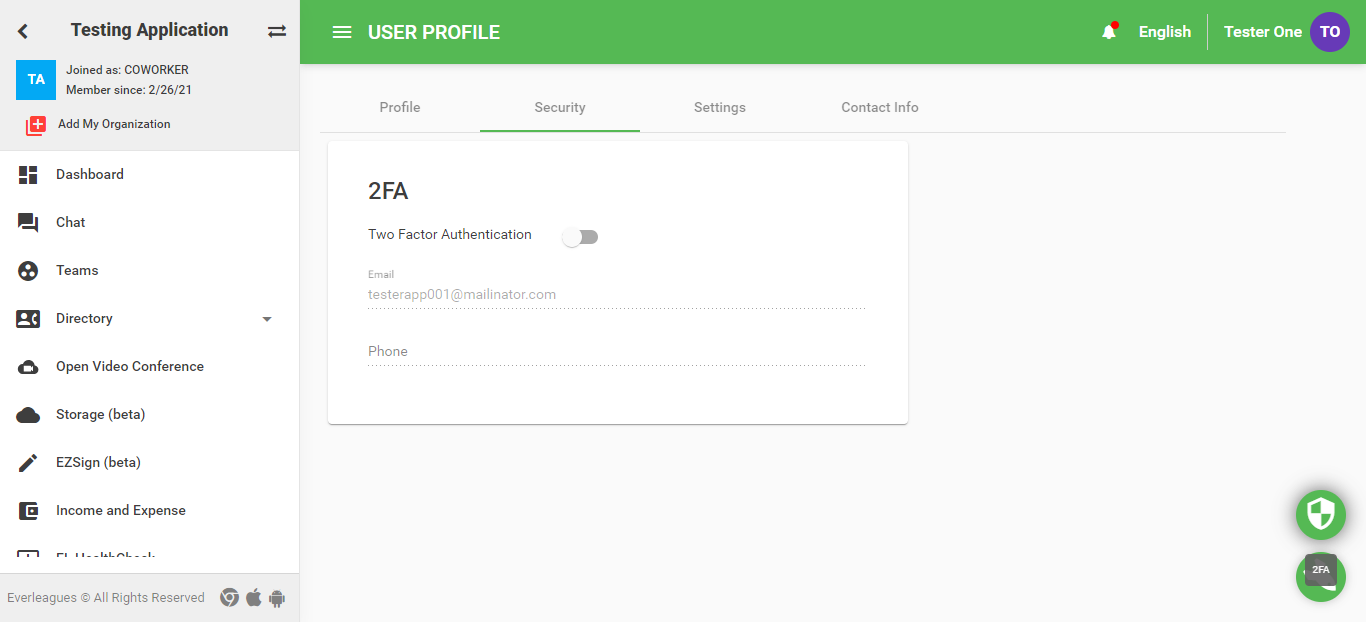 Testing Application
TA
Joined as: COWORKER
Member since: 2/26/21
Add My Organization
Dashboard
Chat
Teams
Directory
Open Video Conference
Storage (beta)
EZSign (beta)
Income and Expense
EL HealthCheck
Everleagues © All Rights Reserved
USER PROFILE
English
Tester One
TO
Profile
Security
Settings
Contact Info
2FA
Two Factor Authentication
Email
testerapp001@mailinator.com
Phone
2FA